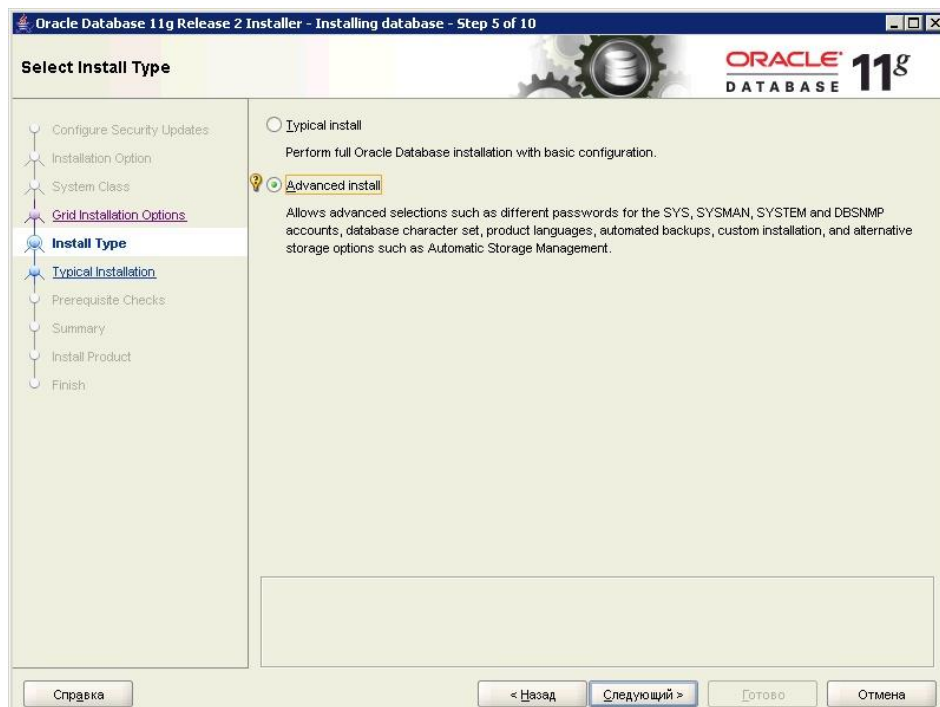 Oracle Database 11g Release 2 Installer - Installing database - Step 5 of 10
Select Install Type
ORACLE
DATABASE
11g
Configure Security Updates
Installation Option
System Class
Grid Installation Options
Install Type
Typical Installation
Prerequisite Checks
Summary
Install Product
Finish
Typical install
Perform full Oracle Database installation with basic configuration.
Advanced install
Allows advanced selections such as different passwords for the SYS, SYSMAN, SYSTEM and DBSNMP
accounts, database character set, product languages, automated backups, custom installation, and alternative
storage options such as Automatic Storage Management.
Справка
< Назад
Следующий >
Готово
Отмена